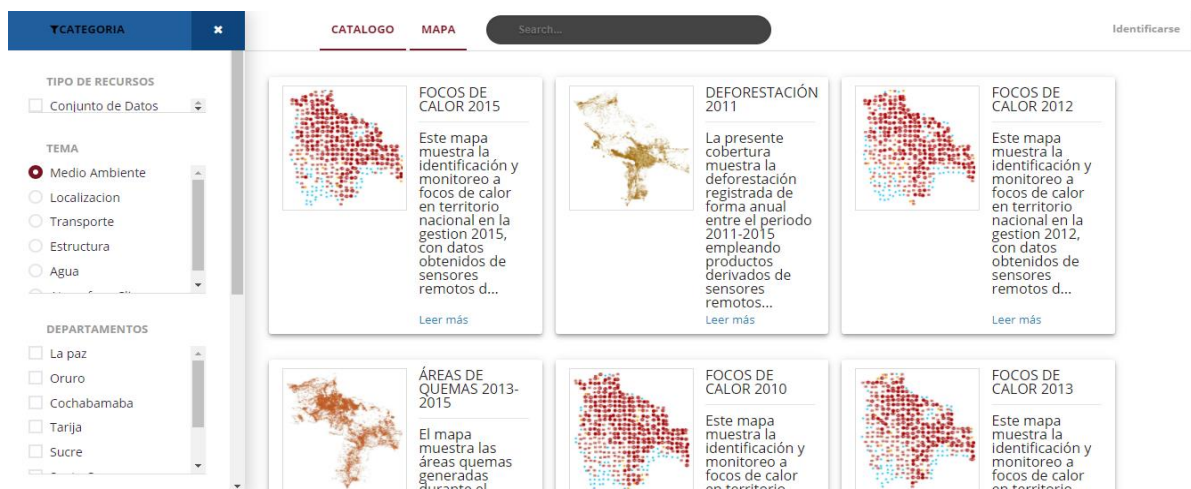 CATEGORIA
×
CATALOGO
MAPA
Search...
Identificarse
TIPO DE RECURSOS
Conjunto de Datos
TEMA
Medio Ambiente
Localizacion
Transporte
Estructura
Agua
DEPARTAMENTOS
La paz
Oruro
Cochabamaba
Tarija
Sucre
FOCOS DE
CALOR 2015
Este mapa
muestra la
identificación y
monitoreo a
focos de calor
en territorio
nacional en la
gestion 2015,
con datos
obtenidos de
sensores
remotos d...
Leer más
DEFORESTACIÓN
2011
La presente
cobertura
muestra la
deforestación
registrada de
forma anual
entre el periodo
2011-2015
empleando
productos
derivados de
sensores
remotos...
Leer más
FOCOS DE
CALOR 2012
Este mapa
muestra la
identificación y
monitoreo a
focos de calor
en territorio
nacional en la
gestion 2012,
con datos
obtenidos de
sensores
remotos d...
Leer más
ÁREAS DE
QUEMAS 2013-
2015
El mapa
muestra las
áreas quemas
generadas
durante el
FOCOS DE
CALOR 2010
Este mapa
muestra la
identificación y
monitoreo a
focos de calor
en territorio
FOCOS DE
CALOR 2013
Este mapa
muestra la
identificación y
monitoreo a
focos de calor
en territorio